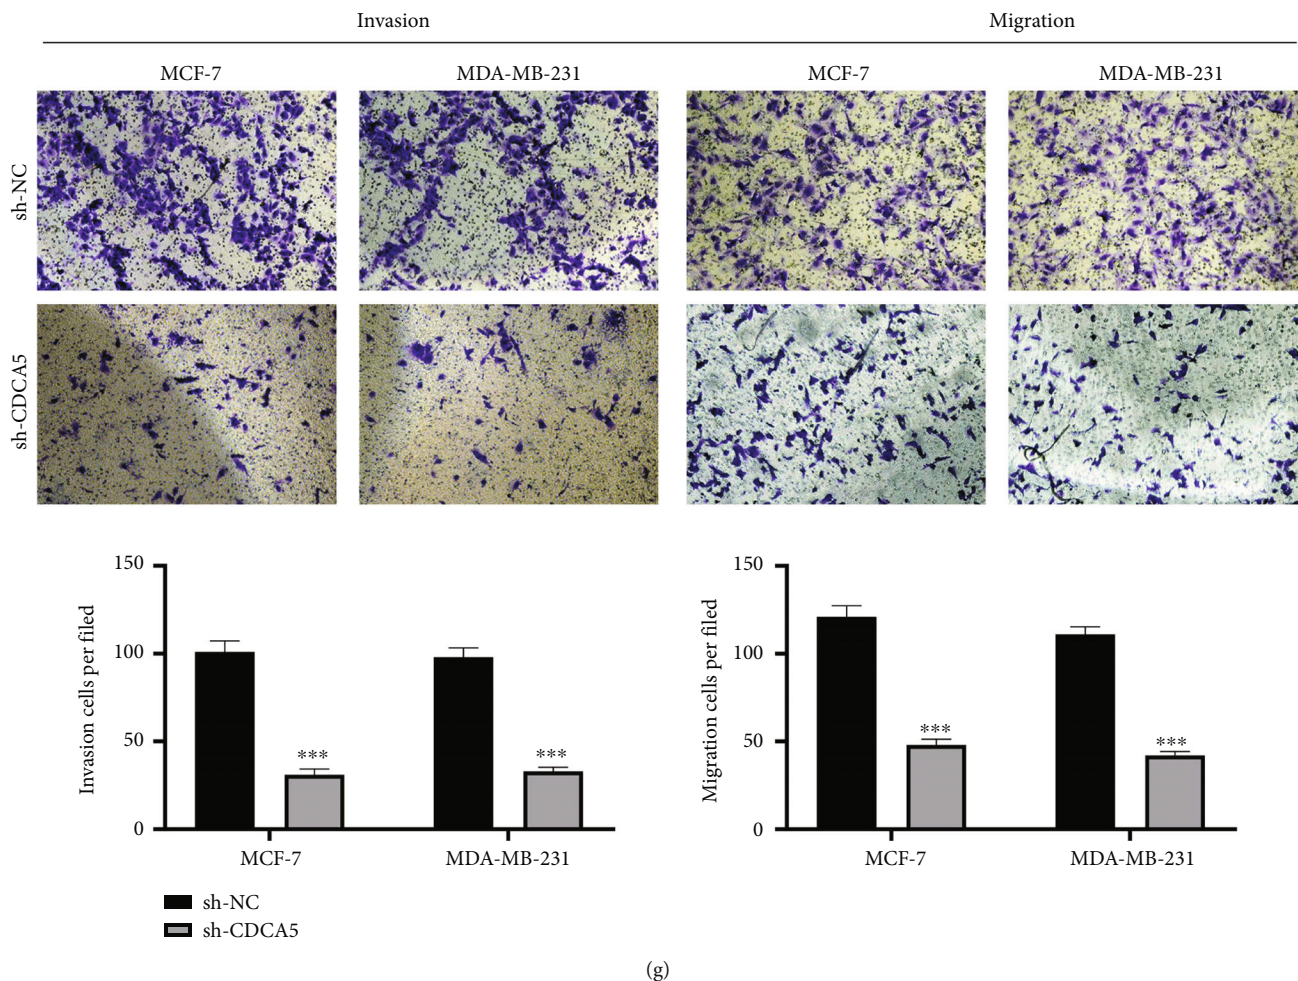 Invasion Migration
MCF-7 MDA-MB-231 MCF-7 MDA-MB-231
sh-NC
sh-CDCA5
Invasion cells per filed
150
100
50
0
***
***
MCF-7 MDA-MB-231
Migration cells per filed
150
100
50
0
***
***
MCF-7 MDA-MB-231
sh-NC
sh-CDCA5
(g)